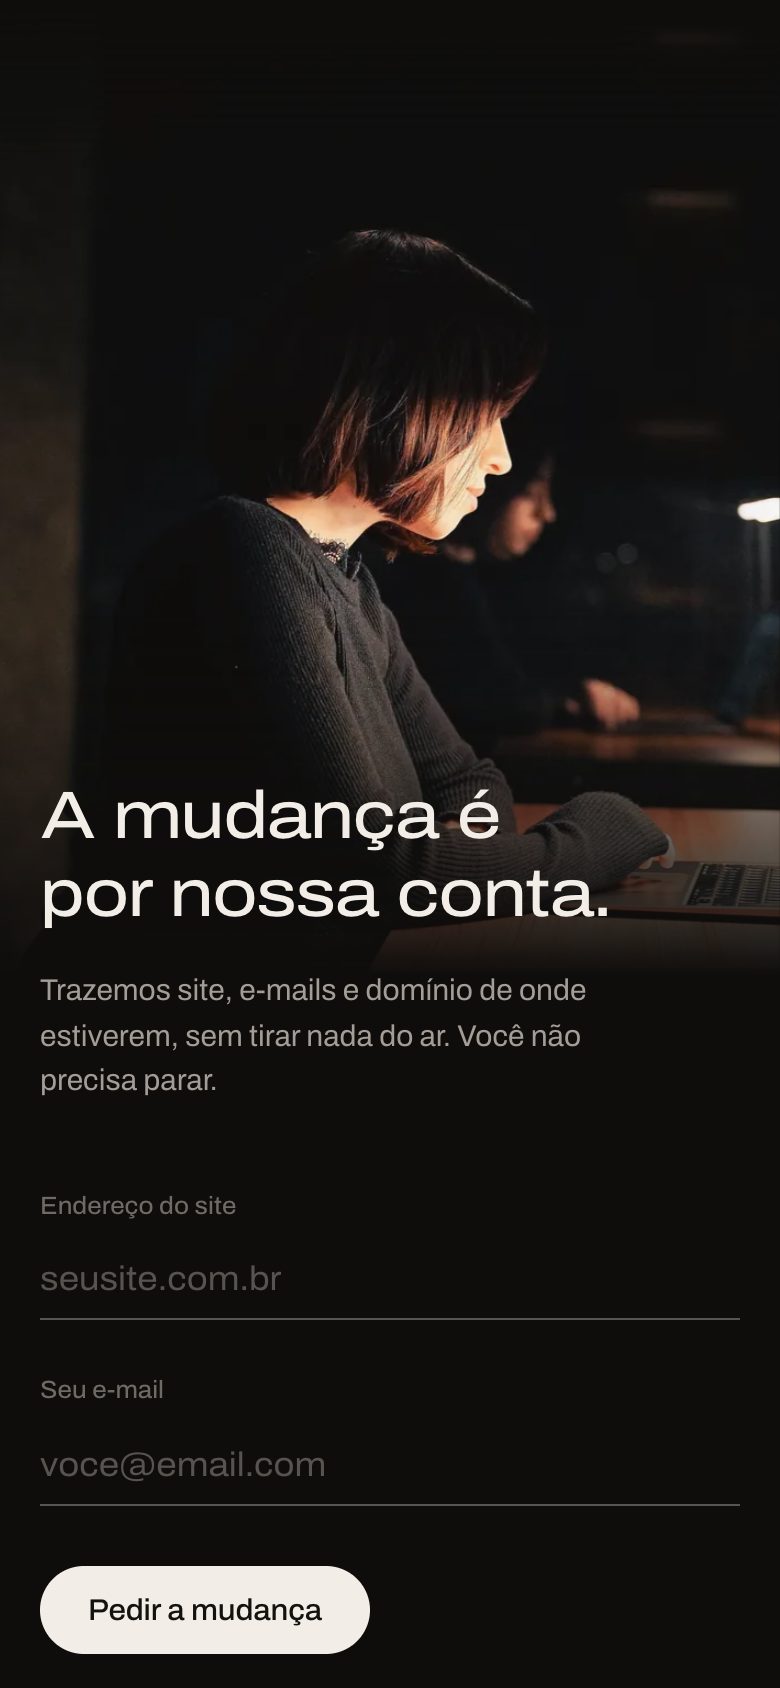 A mudança é
por nossa conta.
Trazemos site, e-mails e domínio de onde
estiverem, sem tirar nada do ar. Você não
precisa parar.
Endereço do site
seusite.com.br
Seu e-mail
voce@email.com
Pedir a mudança